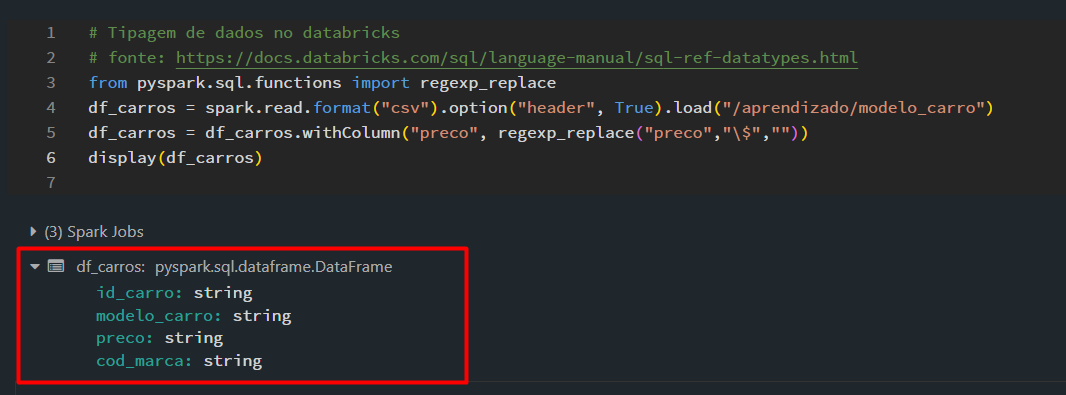 1 # Tipagem de dados no databricks
2 # fonte: https://docs.databricks.com/sql/language-manual/sql-ref-datatypes.html
3 from pyspark.sql.functions import regexp_replace
4 df_carros = spark.read.format("csv").option("header", True).load("/aprendizado/modelo_carro")
5 df_carros = df_carros.withColumn("preco", regexp_replace("preco","\$",""))
6 display(df_carros)
7
(3) Spark Jobs
df_carros: pyspark.sql.dataframe.DataFrame
id_carro: string
modelo_carro: string
preco: string
cod_marca: string